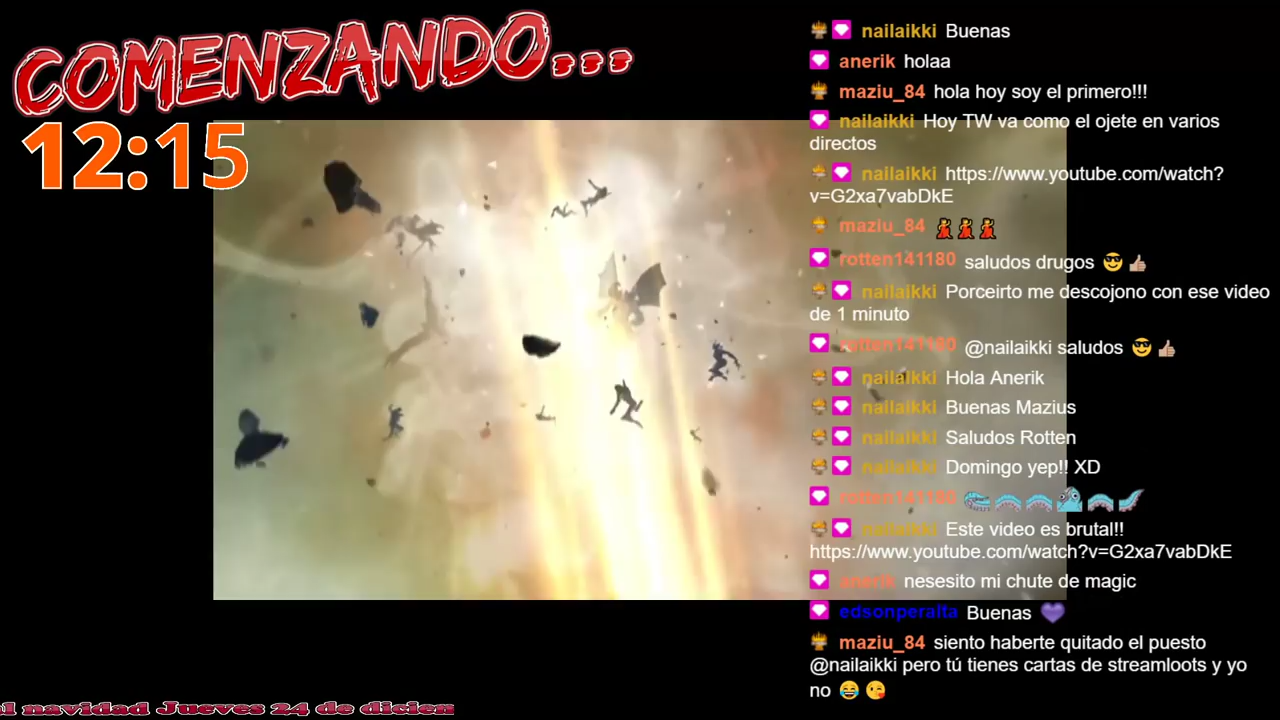 COMENZANDO...
12:15
nailaikki Buenas
anerik holaa
maziu_84 hola hoy soy el primero!!!
nailaikki Hoy TW va como el ojete en varios
directos
nailaikki https://www.youtube.com/watch?
v=G2xa7vabDkE
maziu_84 💃💃💃
rotten141180 saludos drugos 😎👍🏼
nailaikki Porceirto me descojono con ese video
de 1 minuto
rotten141180 @nailaikki saludos 😎👍🏼
nailaikki Hola Anerik
nailaikki Buenas Mazius
nailaikki Saludos Rotten
nailaikki Domingo yep!! XD
rotten141180
nailaikki Este video es brutal!!
https://www.youtube.com/watch?v=G2xa7vabDkE
anerik nesesito mi chute de magic
edsonperalta Buenas 💜
maziu_84 siento haberte quitado el puesto
@nailaikki pero tú tienes cartas de streamloots y yo
no 😂😘
l navidad Jueves 24 de dicien